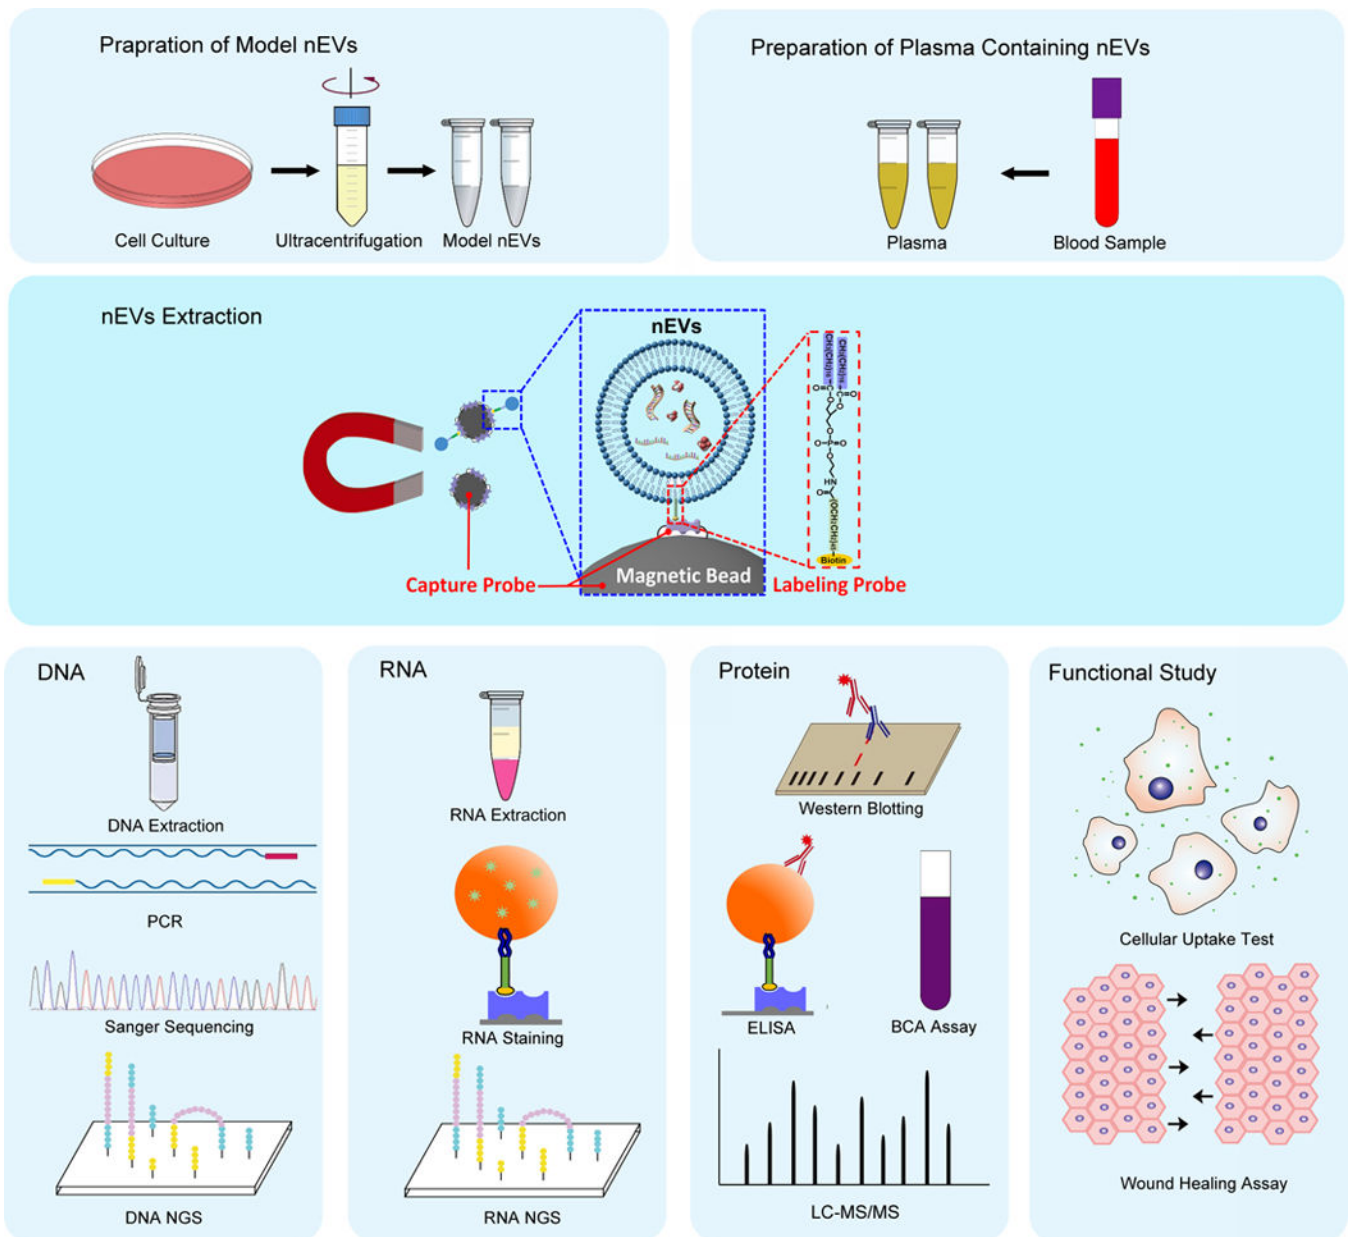 Prapration of Model nEVs
Cell Culture
Ultracentrifugation
Model nEVs
Preparation of Plasma Containing nEVs
Plasma
Blood Sample
nEVs Extraction
nEVs
Capture Probe
Magnetic Bead
Labeling Probe
O
O
O
O
O
O
P
O
O
HN
O
Biotin
DNA
DNA Extraction
PCR
Sanger Sequencing
DNA NGS
RNA
RNA Extraction
RNA Staining
RNA NGS
Protein
Western Blotting
ELISA
BCA Assay
LC-MS/MS
Functional Study
Cellular Uptake Test
Wound Healing Assay